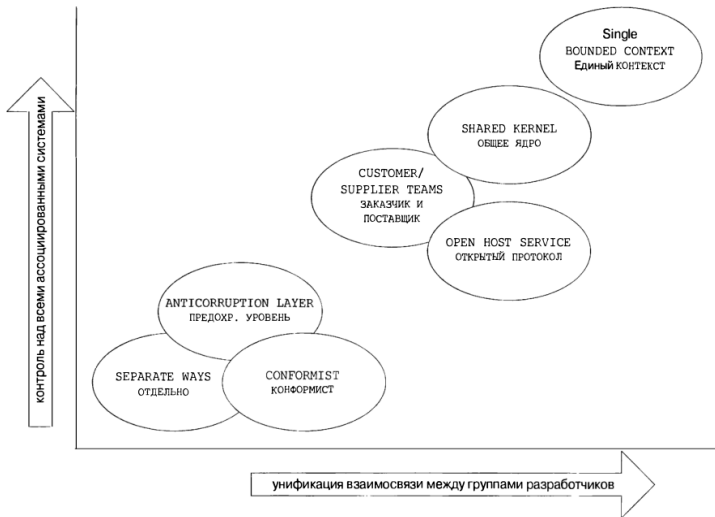 Single
BOUNDED CONTEXT
Единый КОНТЕКСТ
SHARED KERNEL
ОБЩЕЕ ЯДРО
CUSTOMER/
SUPPLIER TEAMS
ЗАКАЗЧИК И
ПОСТАВЩИК
OPEN HOST SERVICE
ОТКРЫТЫЙ ПРОТОКОЛ
ANTICORRUPTION LAYER
ПРЕДОХР. УРОВЕНЬ
SEPARATE WAYS
ОТДЕЛЬНО
CONFORMIST
КОНФОРМИСТ
контроль над всеми ассоциированными системами
унификация взаимосвязи между группами разработчиков